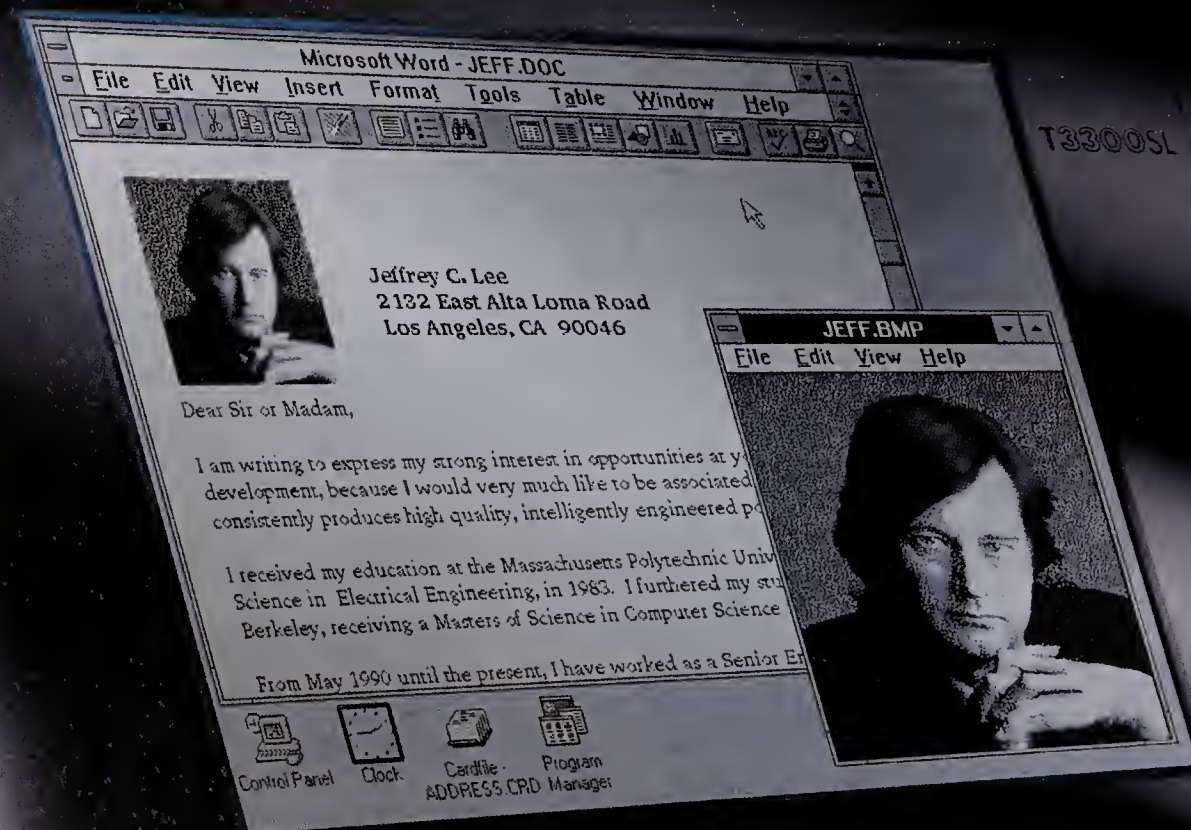 Microsoft Word - JEFF.DOC
File Edit View Insert Format Tools Table Window Help
T3300SL
Jeffrey C. Lee
2132 East Alta Loma Road
Los Angeles, CA 90046
Dear Sir or Madam,
I am writing to express my strong interest in opportunities at
development, because I would very much like to be associated
consistently produces high quality, intelligently engineered
I received my education at the Massachusetts Polytechnic Univ
Science in Electrical Engineering, in 1983. I furthered my stu
Berkeley, receiving a Masters of Science in Computer Science
From May 1990 until the present, I have worked as a Senior
JEFF.BMP
File Edit View Help
Control Panel
Clock
Cardfile -
ADDRESS.CRD
Program
Manager